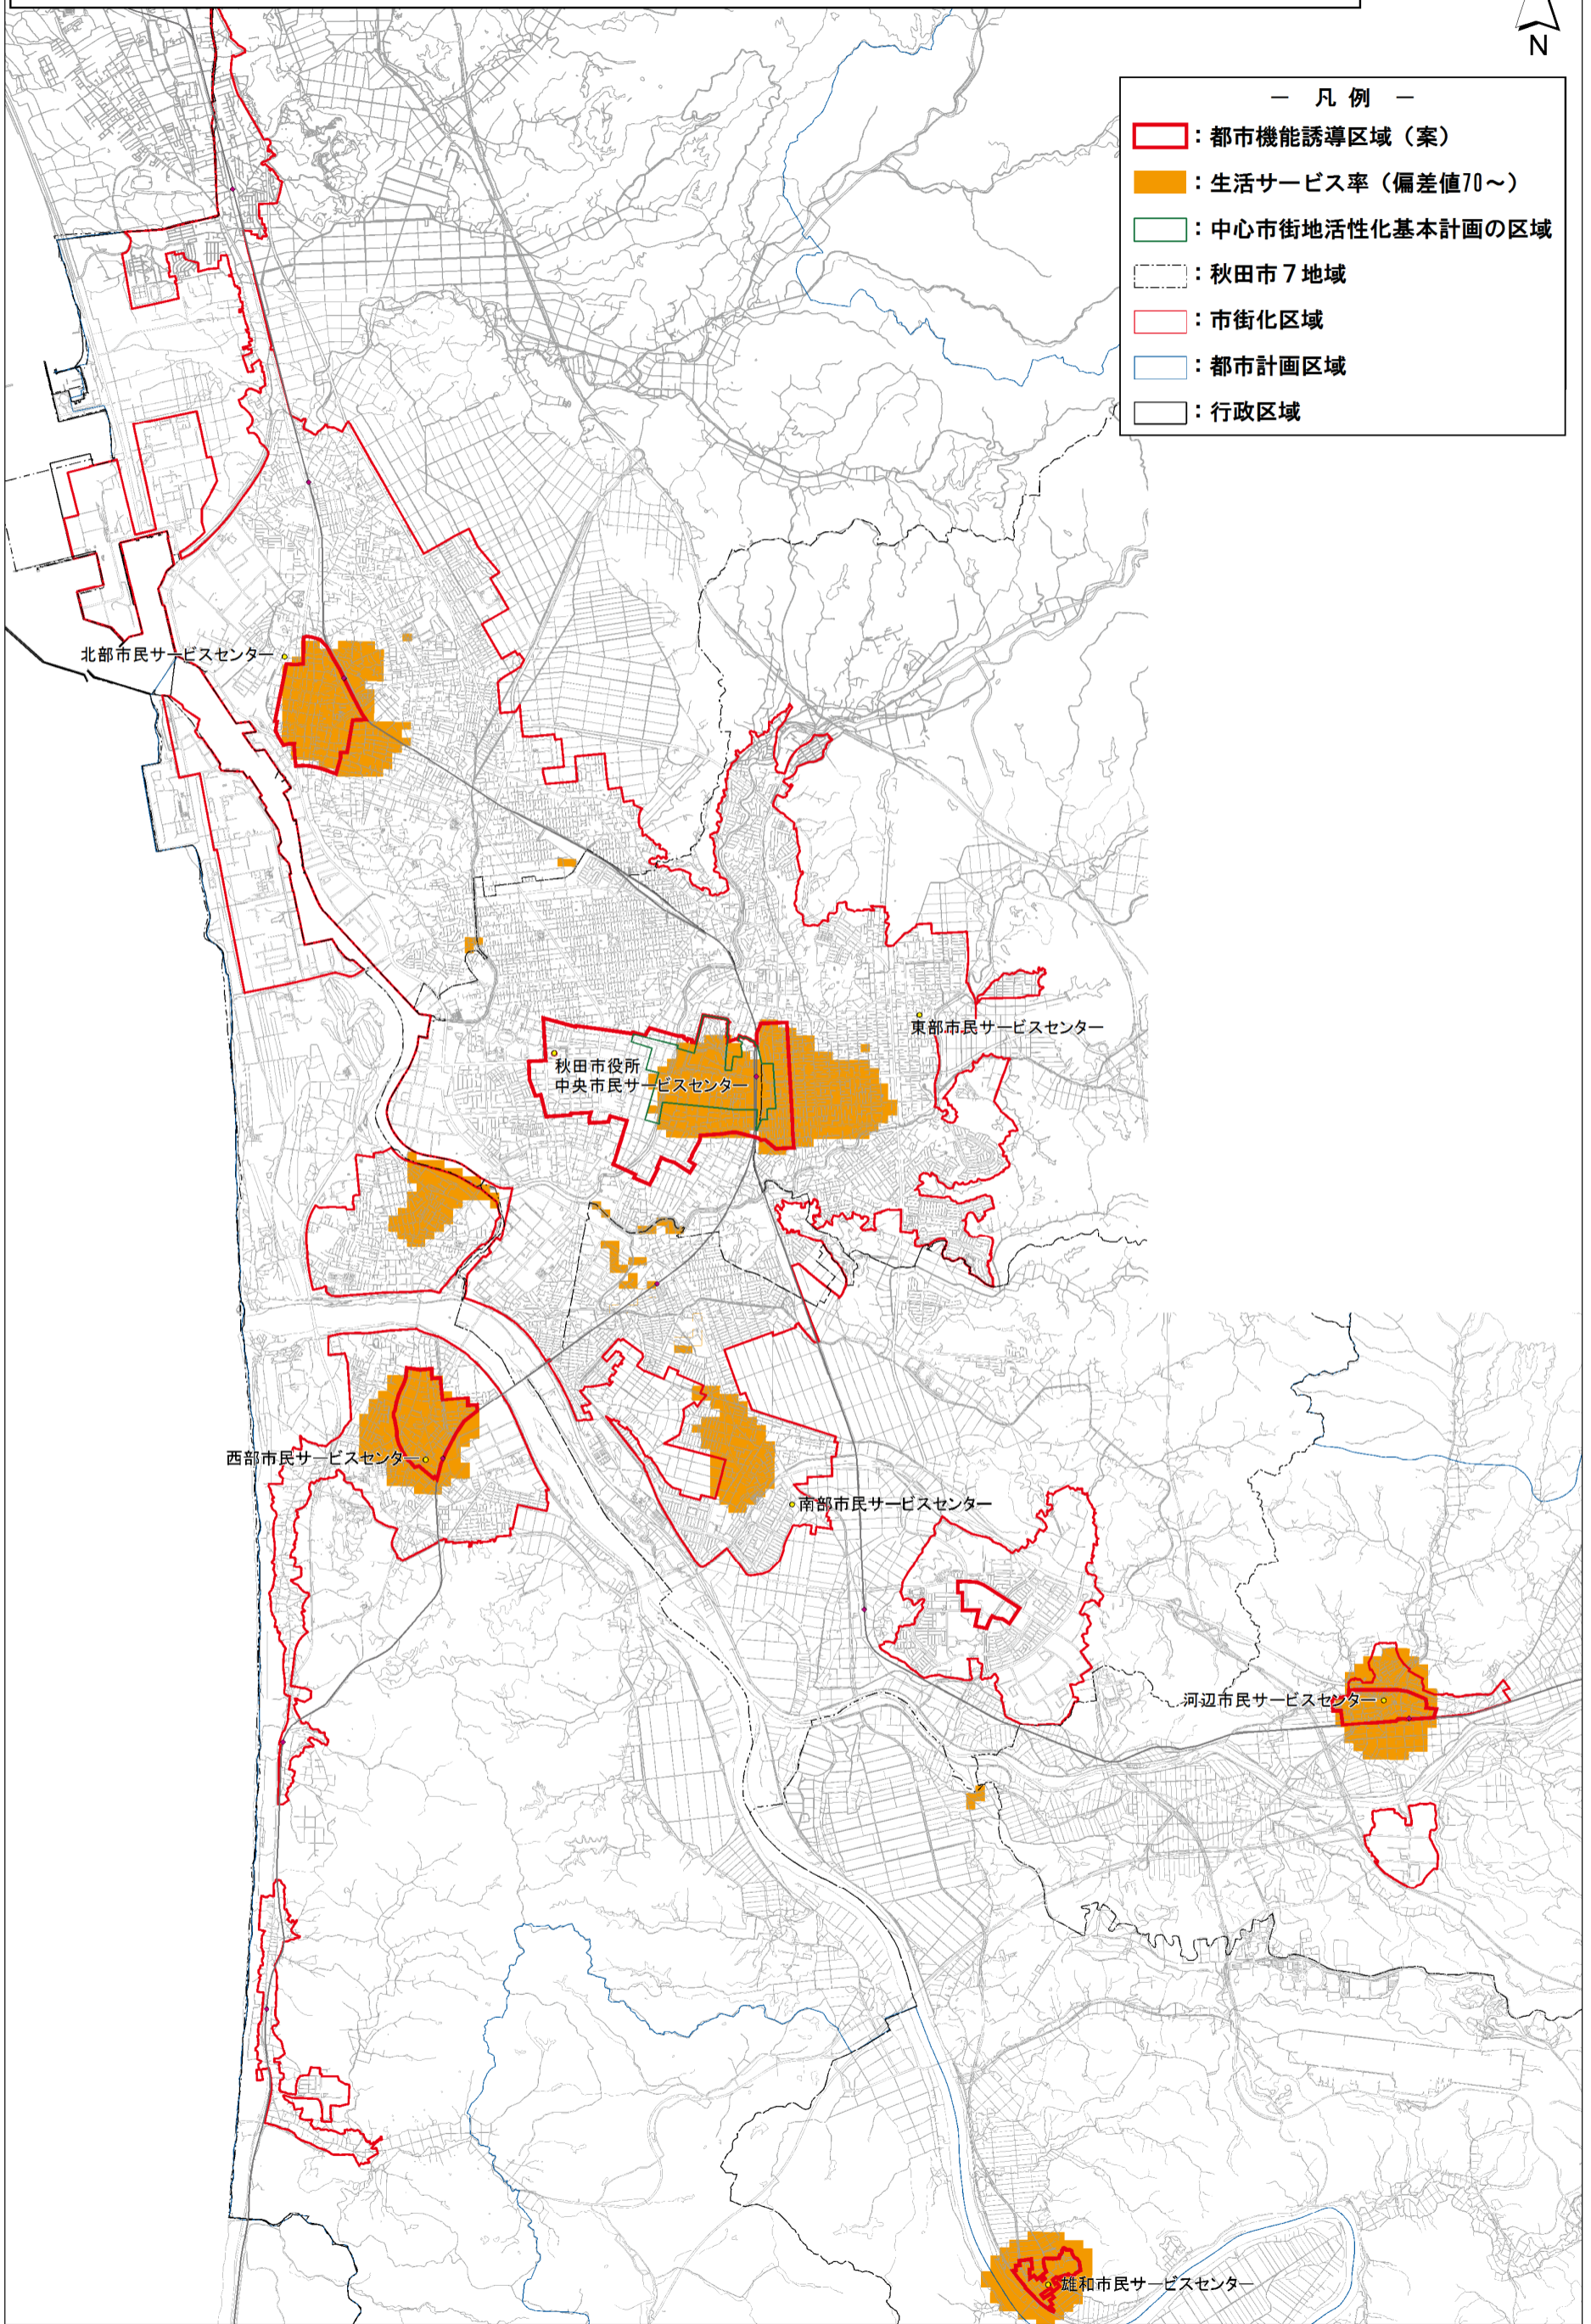 N
― 凡 例 ―
：都市機能誘導区域（案）
：生活サービス率（偏差値70～）
：中心市街地活性化基本計画の区域
：秋田市７地域
：市街化区域
：都市計画区域
：行政区域
北部市民サービスセンター
東部市民サービスセンター
秋田市役所
中央市民サービスセンター
西部市民サービスセンター
南部市民サービスセンター
河辺市民サービスセンター
雄和市民サービスセンター